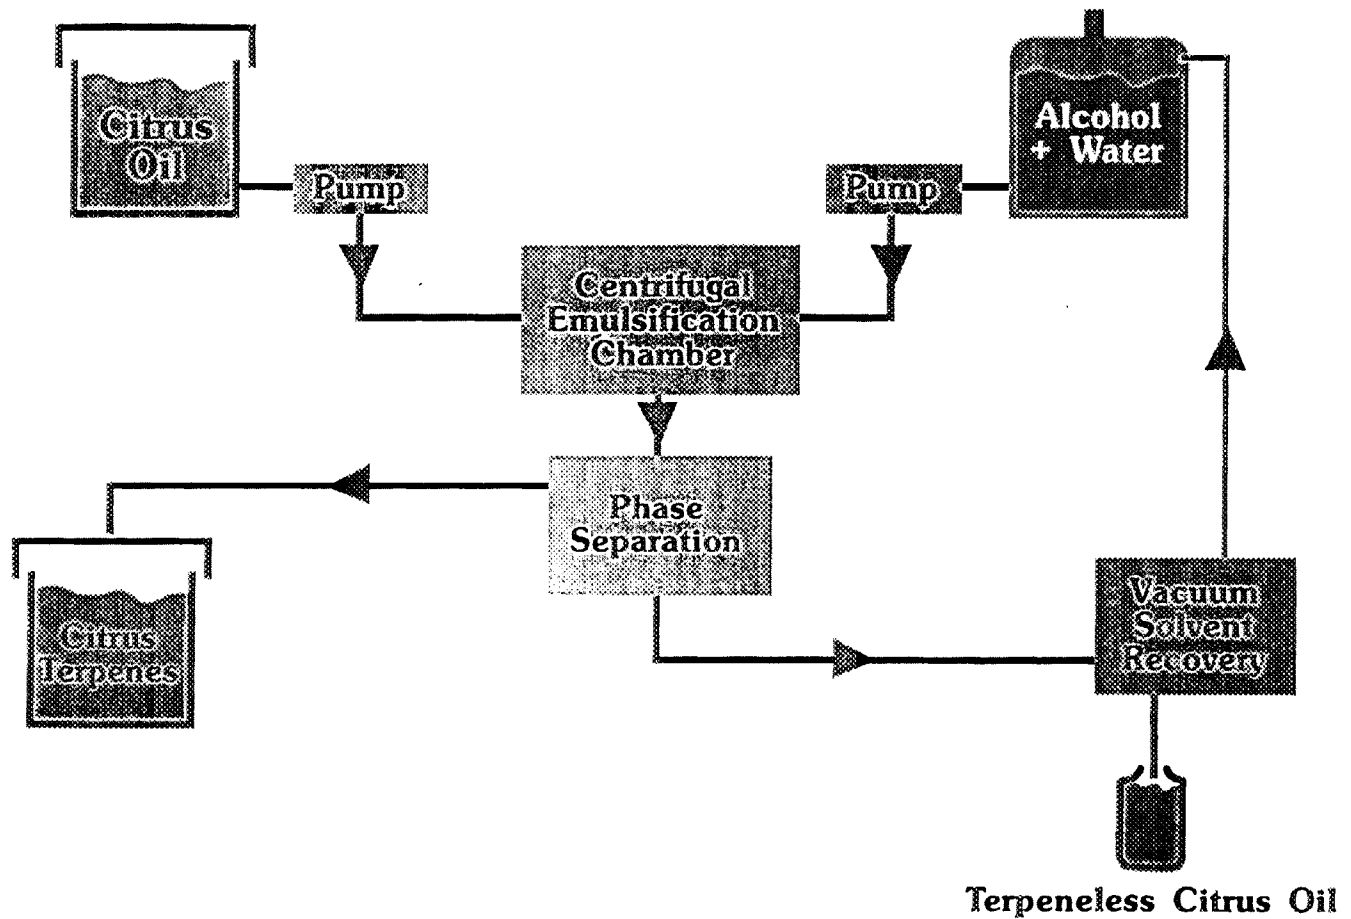 Citrus
Oil
Alcohol
+ Water
Pump
Pump
Centrifugal
Emulsification
Chamber
Phase
Separation
Citrus
Terpenes
Vacuum
Solvent
Recovery
Terpeneless Citrus Oil